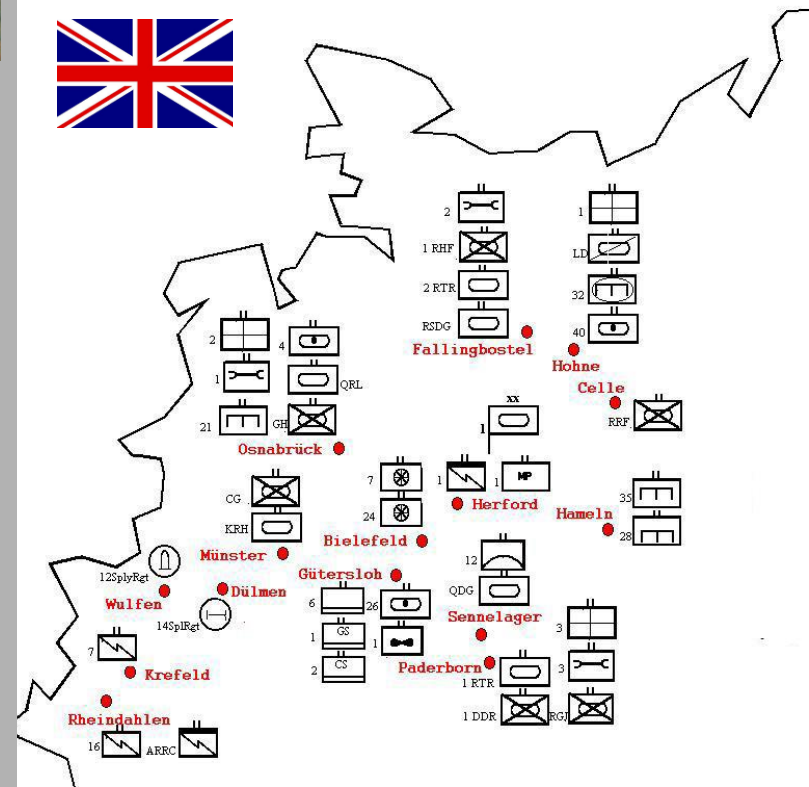 2
1 RHF
2 RTR
RSDG
Fallingbostel
1
LD
32
40
Hohne
Celle
RRF
2
1
21
4
QRL
GH
Osnabrück
xx
1
1
1 MP
Herford
7
24
Bielefeld
35
28
Hameln
CG
KRH
Münster
12SplyRgt
Wulfen
Dülmen
14SplRgt
Gütersloh
6
1 GS
2 CS
26
1
12
QDG
Sennelager
Paderborn
1 RTR
1 DDR
3
3
RGJ
7
Krefeld
Rheindahlen
16
ARRC